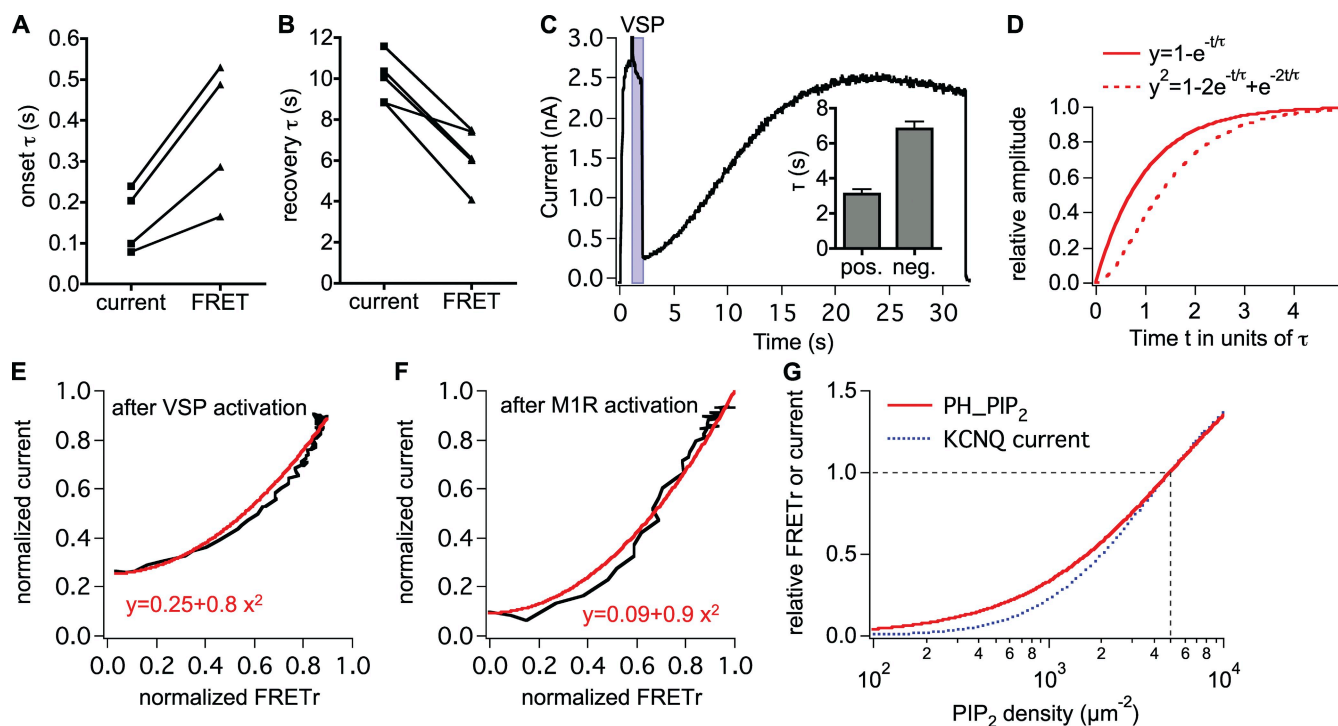 A
onset τ (s)
0.6
0.5
0.4
0.3
0.2
0.1
0.0
current FRET
B
recovery τ (s)
12
10
8
6
4
2
0
current FRET
C
VSP
Current (nA)
3.0
2.5
2.0
1.5
1.0
0.5
0.0
0 5 10 15 20 25 30
Time (s)
τ (s)
8
6
4
2
0
pos. neg.
D
y=1-e^-t/τ
y²=1-2e^-t/τ+e^-2t/τ
relative amplitude
1.0
0.8
0.6
0.4
0.2
0.0
0 1 2 3 4
Time t in units of τ
E
after VSP activation
normalized current
1.0
0.8
0.6
0.4
0.2
0.0
y=0.25+0.8 x²
0.0 0.2 0.4 0.6 0.8 1.0
normalized FRETr
F
after M1R activation
normalized current
1.0
0.8
0.6
0.4
0.2
0.0
y=0.09+0.9 x²
0.0 0.2 0.4 0.6 0.8 1.0
normalized FRETr
G
PH_PIP₂
KCNQ current
relative FRETr or current
1.5
1.0
0.5
0.0
10² 2 4 6 8 10³ 2 4 6 8 10⁴
PIP₂ density (µm⁻²)